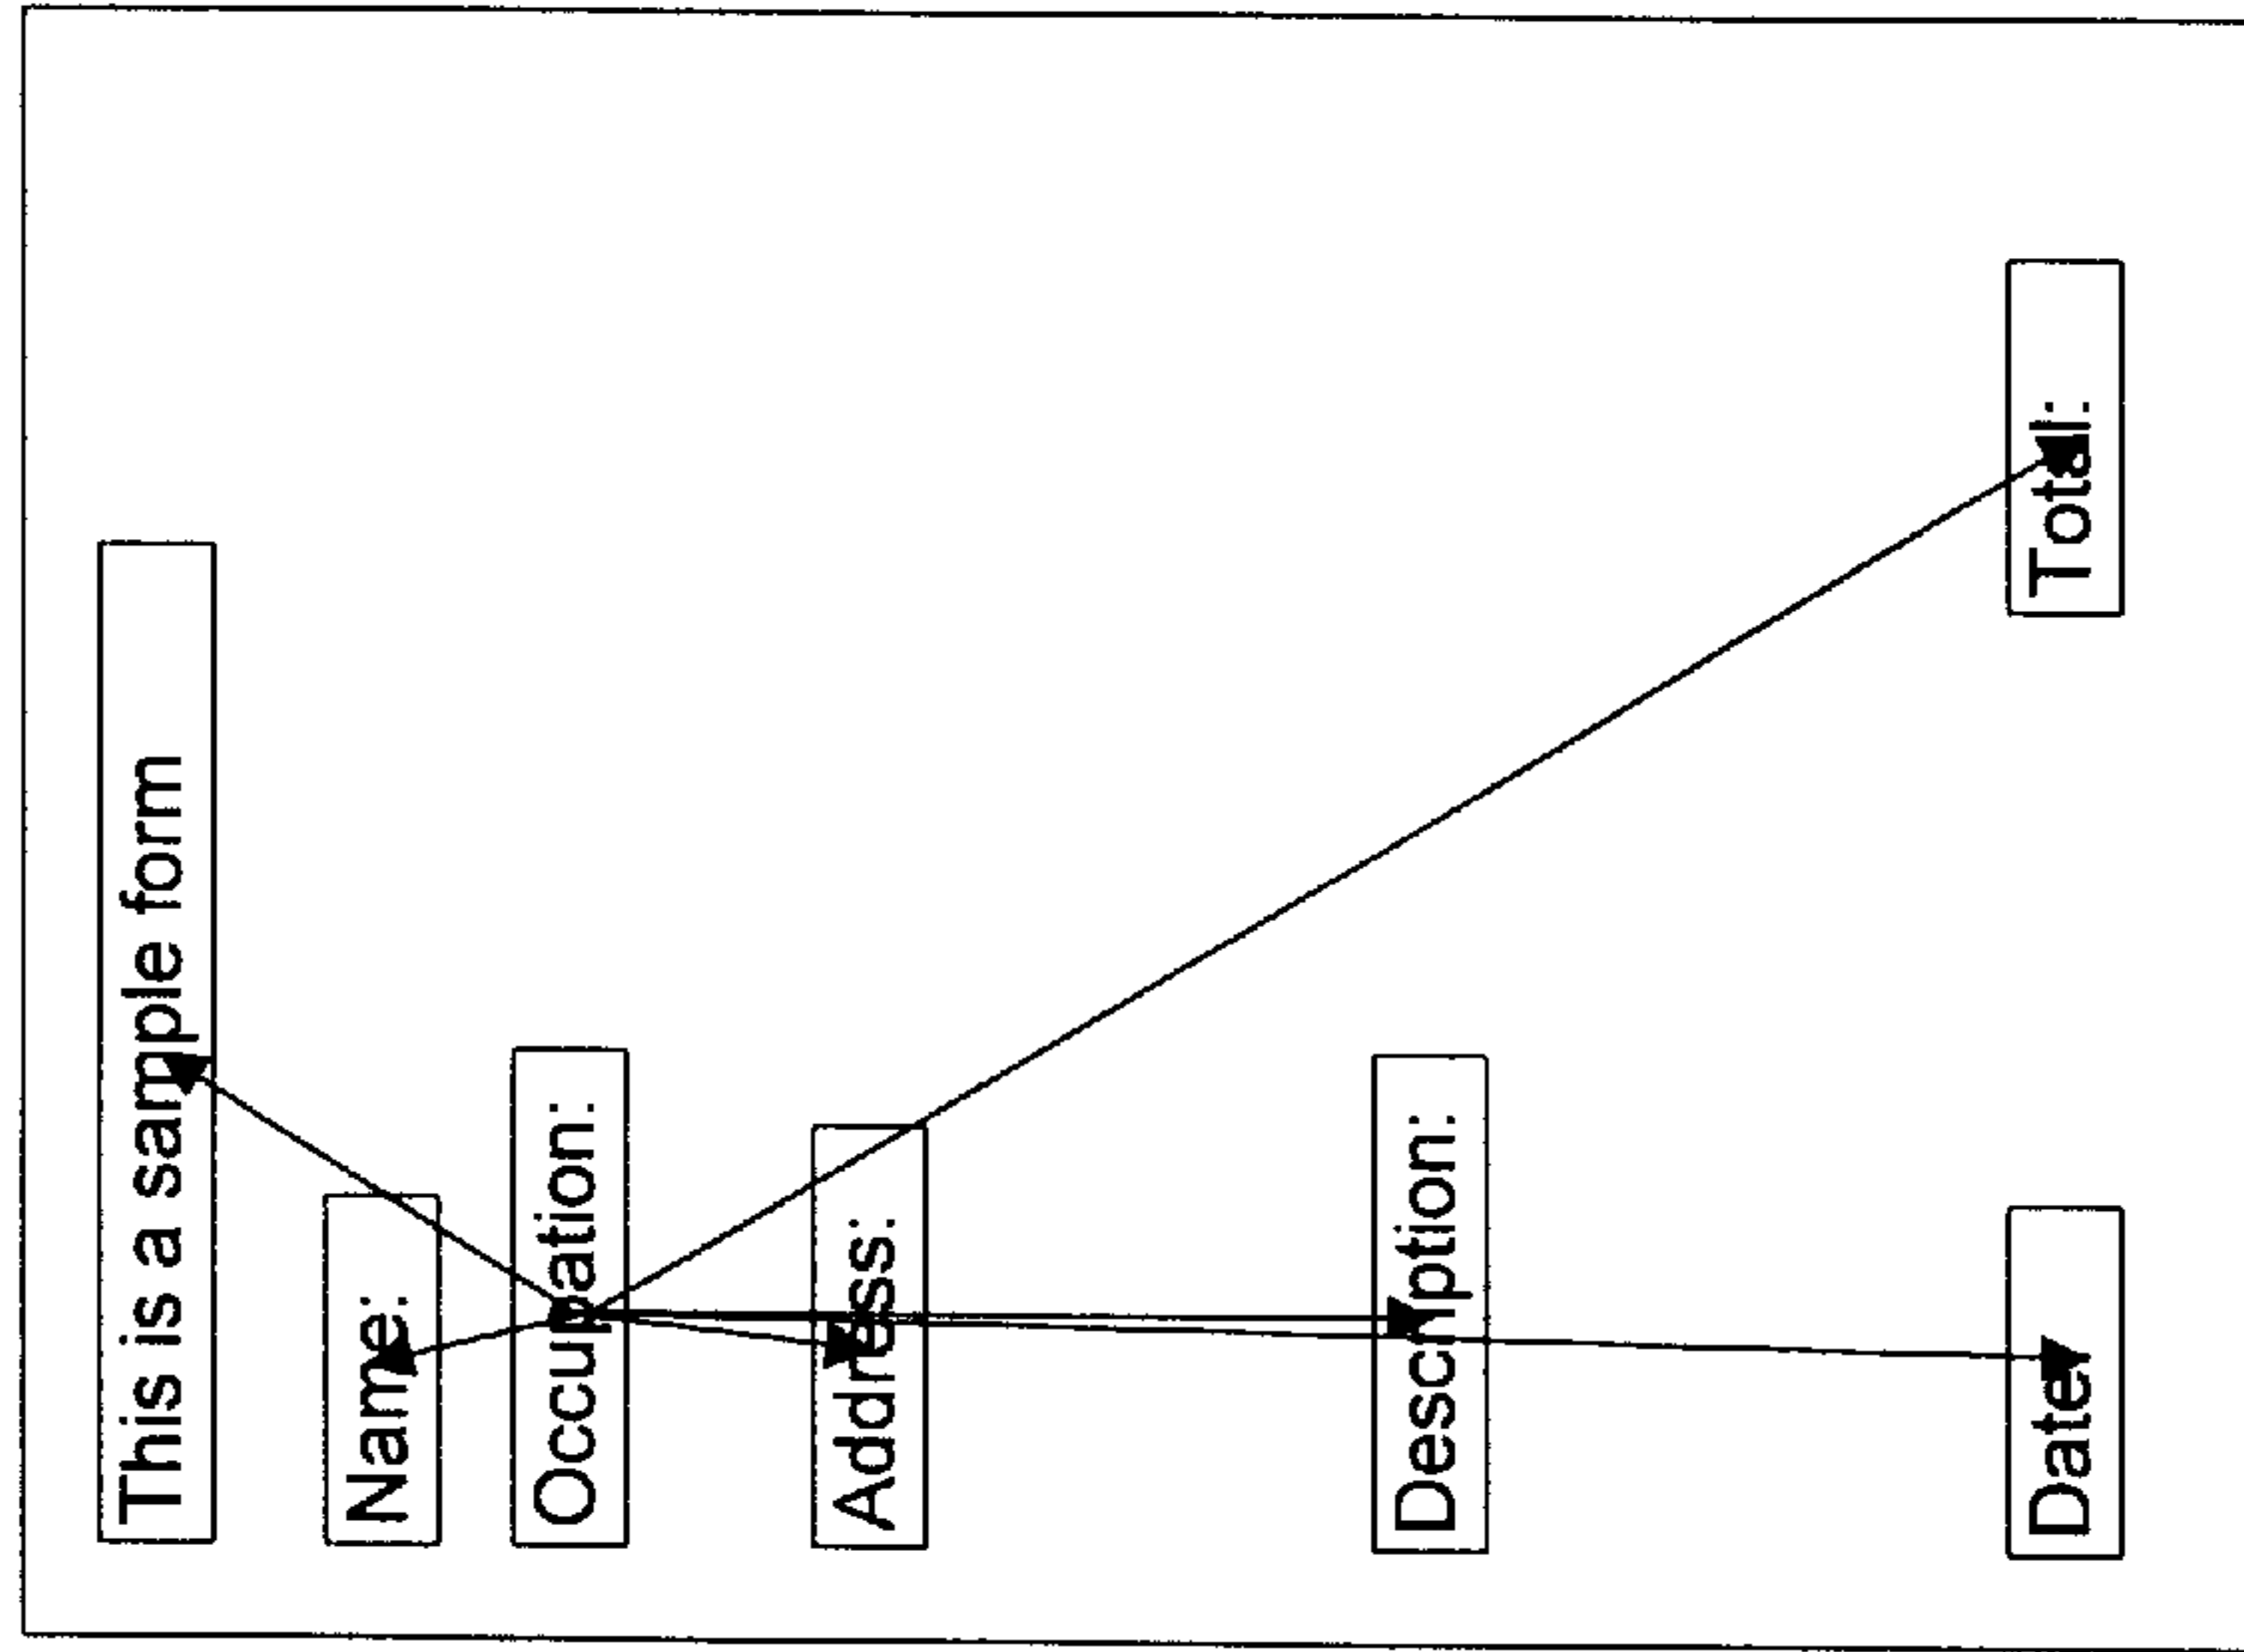 This is a sample form
Name:
Occupation:
Address:
Description:
Date: Total: